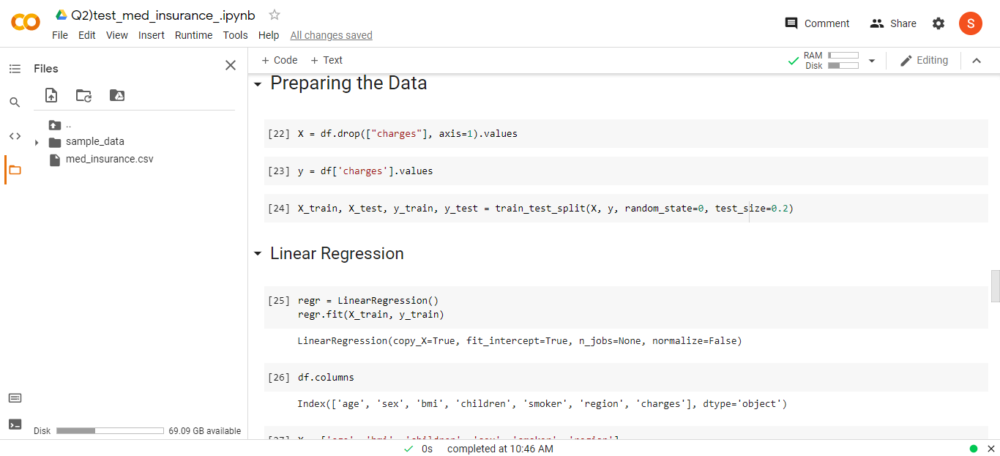 Q2)test_med_insurance_.ipynb
File Edit View Insert Runtime Tools Help All changes saved
Comment Share S
Files
..
sample_data
med_insurance.csv
Disk 69.09 GB available
+ Code + Text
RAM
Disk
Editing
Preparing the Data
[22] X = df.drop(["charges"], axis=1).values
[23] y = df['charges'].values
[24] X_train, X_test, y_train, y_test = train_test_split(X, y, random_state=0, test_size=0.2)
Linear Regression
[25] regr = LinearRegression()
regr.fit(X_train, y_train)
LinearRegression(copy_X=True, fit_intercept=True, n_jobs=None, normalize=False)
[26] df.columns
Index(['age', 'sex', 'bmi', 'children', 'smoker', 'region', 'charges'], dtype='object')
0s completed at 10:46 AM